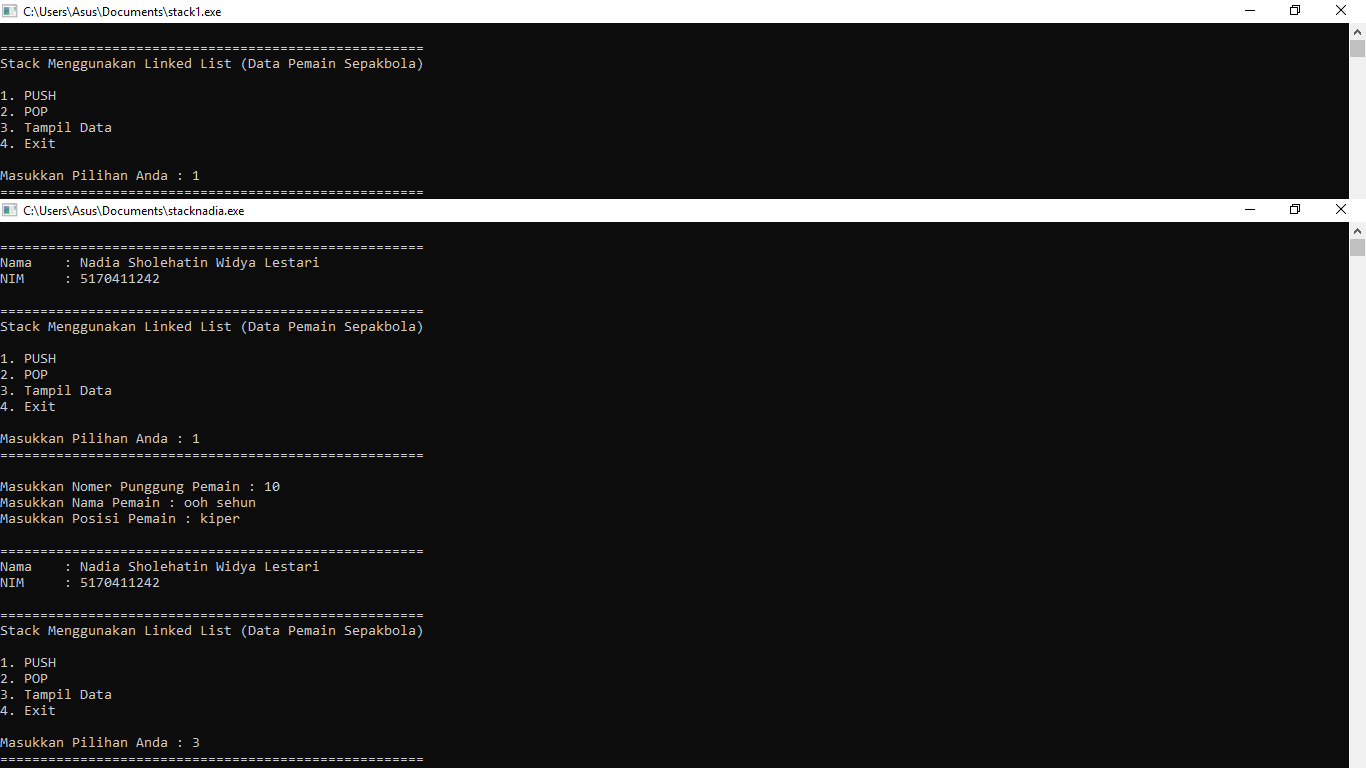 C:\Users\Asus\Documents\stack1.exe
=====================================================
Stack Menggunakan Linked List (Data Pemain Sepakbola)
1. PUSH
2. POP
3. Tampil Data
4. Exit
Masukkan Pilihan Anda : 1
=====================================================
C:\Users\Asus\Documents\stacknadia.exe
=====================================================
Nama    : Nadia Sholehatin Widya Lestari
NIM     : 5170411242
=====================================================
Stack Menggunakan Linked List (Data Pemain Sepakbola)
1. PUSH
2. POP
3. Tampil Data
4. Exit
Masukkan Pilihan Anda : 1
=====================================================
Masukkan Nomer Punggung Pemain : 10
Masukkan Nama Pemain : ooh sehun
Masukkan Posisi Pemain : kiper
=====================================================
Nama    : Nadia Sholehatin Widya Lestari
NIM     : 5170411242
=====================================================
Stack Menggunakan Linked List (Data Pemain Sepakbola)
1. PUSH
2. POP
3. Tampil Data
4. Exit
Masukkan Pilihan Anda : 3
=====================================================